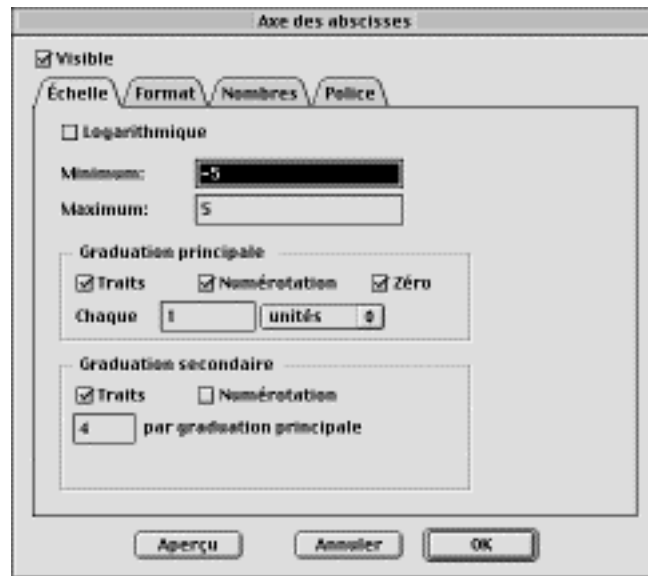 Axe des abscisses
Visible
Échelle Format Nombres Police
Logarithmique
Minimum: -5
Maximum: 5
Graduation principale
Traits Numérotation Zéro
Chaque 1 unités
Graduation secondaire
Traits Numérotation
4 par graduation principale
Aperçu Annuler OK